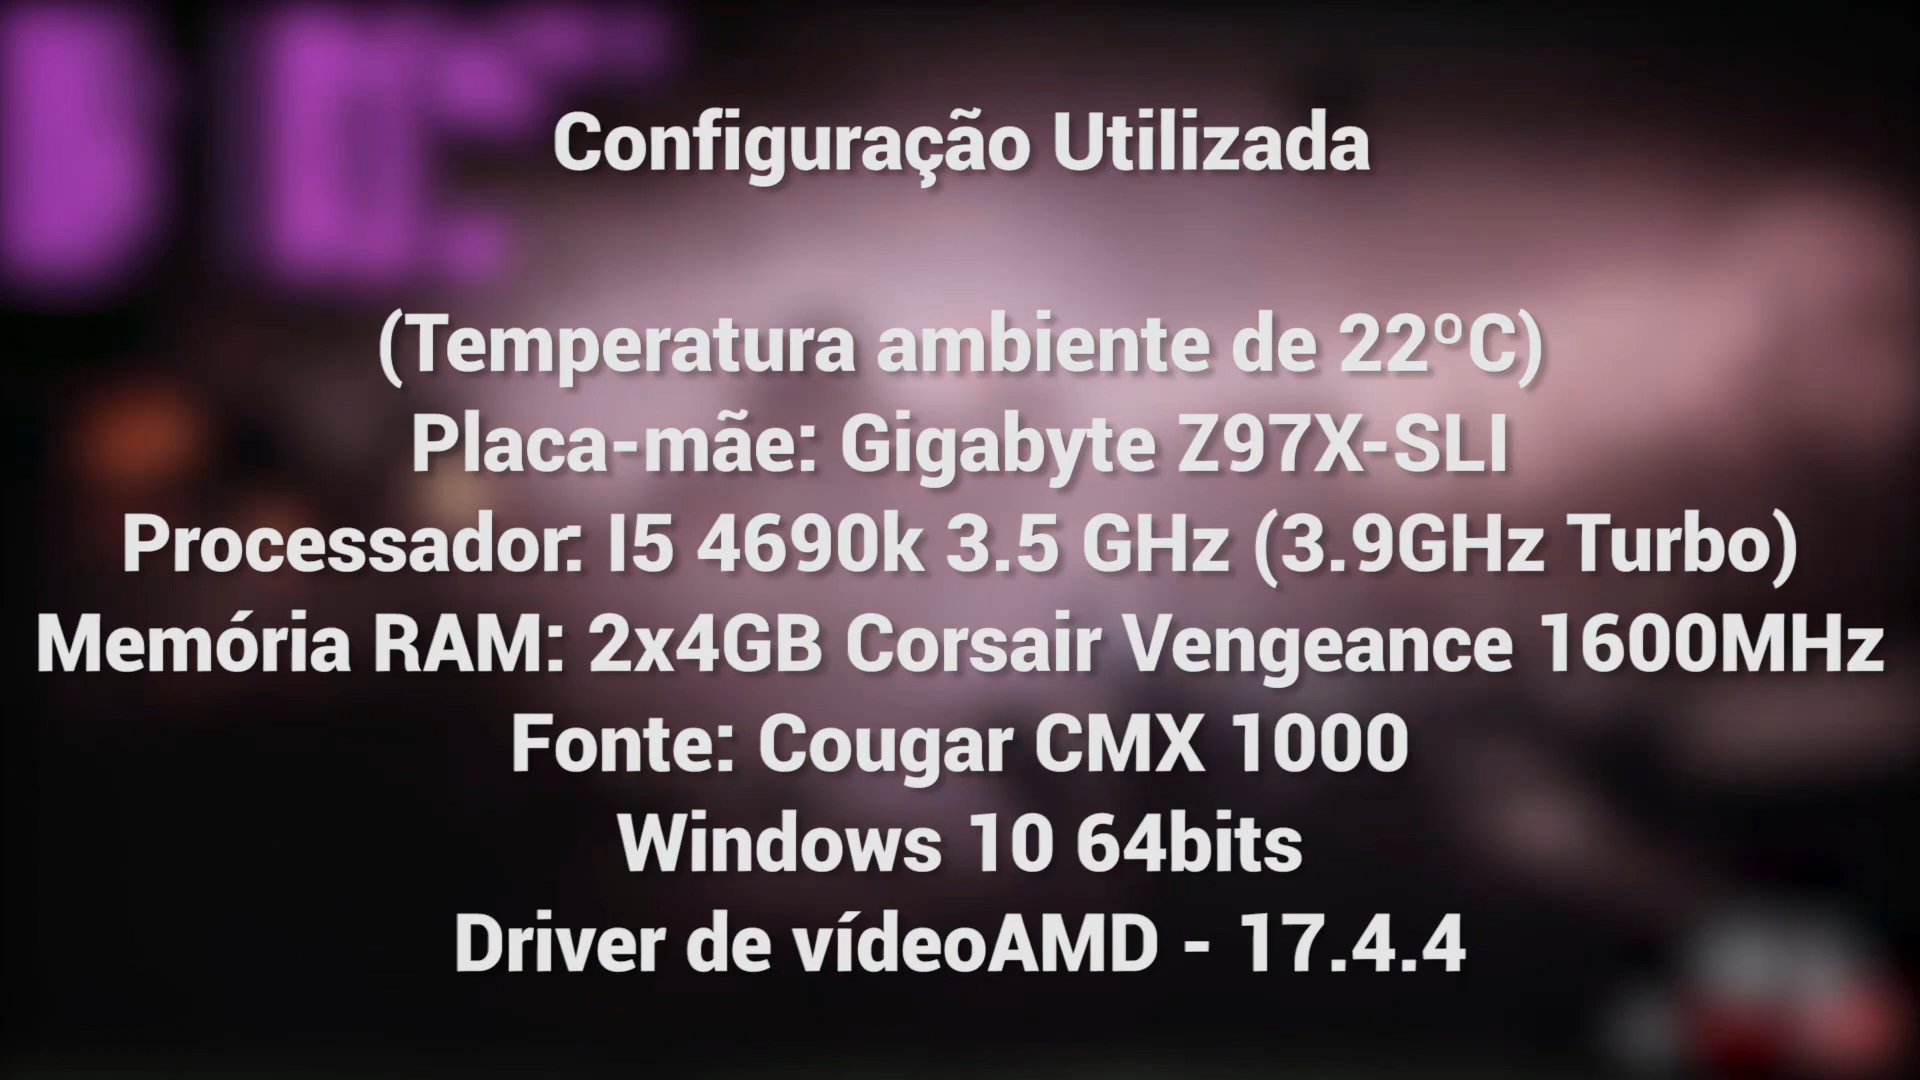 Configuração Utilizada
(Temperatura ambiente de 22ºC)
Placa-mãe: Gigabyte Z97X-SLI
Processador: I5 4690k 3.5 GHz (3.9GHz Turbo)
Memória RAM: 2x4GB Corsair Vengeance 1600MHz
Fonte: Cougar CMX 1000
Windows 10 64bits
Driver de vídeoAMD - 17.4.4